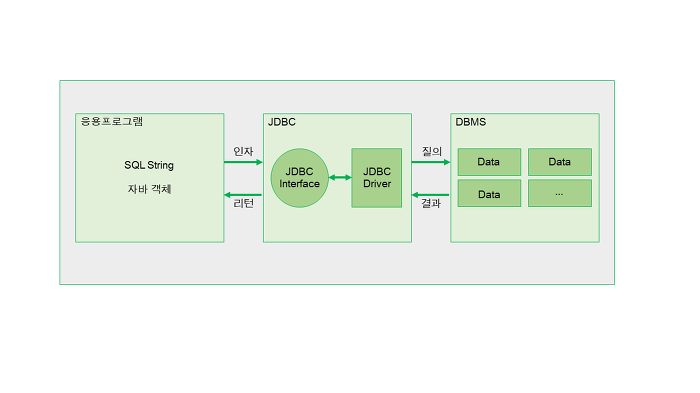 응용프로그램
SQL String
자바 객체
인자
리턴
JDBC
JDBC
Interface
JDBC
Driver
질의
결과
DBMS
Data
Data
Data
...